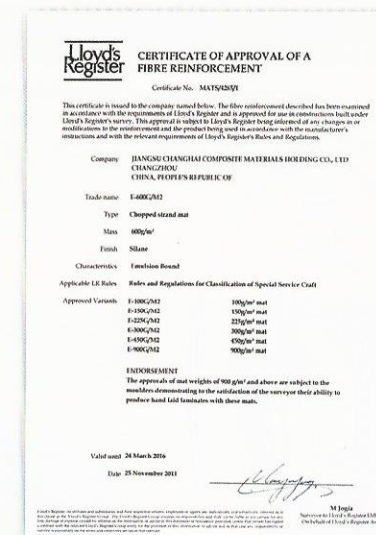 Lloyd's
Register
CERTIFICATE OF APPROVAL OF A
FIBRE REINFORCEMENT
Certificate No. MATS/4285/1
This certificate is issued to the company named below. The fibre reinforcement described has been examined
in accordance with the requirements of Lloyd's Register and is approved for use in constructions built under
Lloyd's Register's survey. This approval is subject to Lloyd's Register being informed of any changes in or
modifications to the reinforcement and the product being used in accordance with the manufacturer's
instructions and with the relevant requirements of Lloyd's Register's Rules and Regulations.
Company JIANGSU CHANGHAI COMPOSITE MATERIALS HOLDING CO., LTD
CHANGZHOU
CHINA, PEOPLE'S REPUBLIC OF
Trade name E-600G/M2
Type Chopped strand mat
Mass 600g/m²
Finish Silane
Characteristics Emulsion Bound
Applicable LR Rules Rules and Regulations for Classification of Special Service Craft
Approved Variants E-100G/M2 100g/m² mat
E-150G/M2 150g/m² mat
E-225G/M2 225g/m² mat
E-300G/M2 300g/m² mat
E-450G/M2 450g/m² mat
E-900G/M2 900g/m² mat
ENDORSEMENT
The approvals of mat weights of 900 g/m² and above are subject to the
moulders demonstrating to the satisfaction of the surveyor their ability to
produce hand laid laminates with these mats.
Valid until 24 March 2016
Date 25 November 2011
M Jogia
Surveyor to Lloyd's Register EMEA